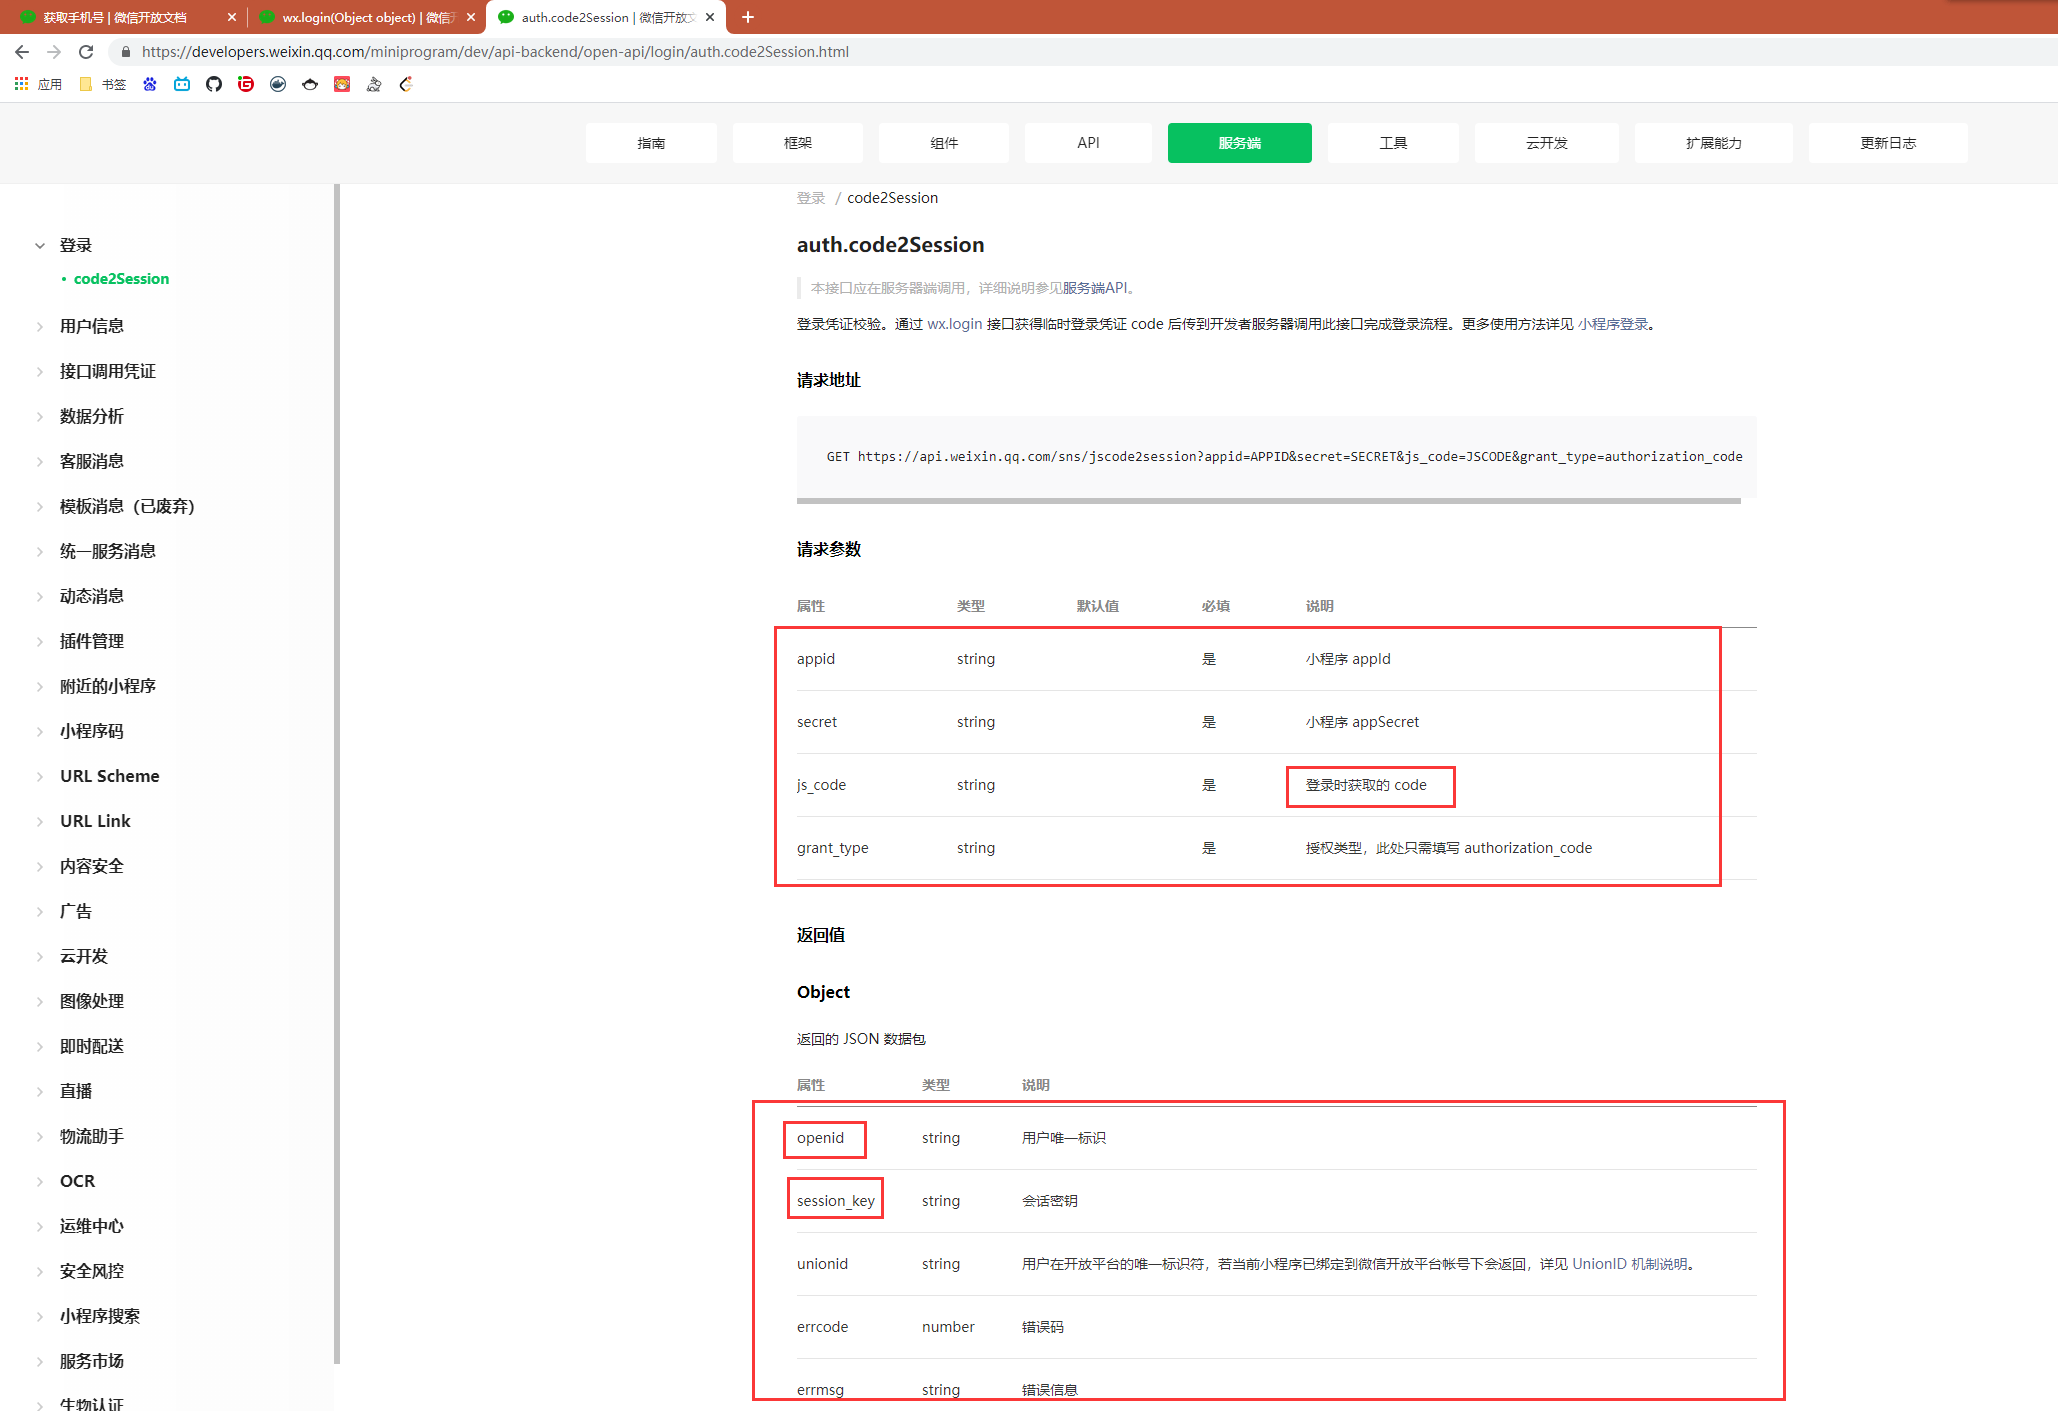 获取手机号 | 微信开放文档
wx.login(Object object) | 微信开
auth.code2Session | 微信开放文
https://developers.weixin.qq.com/miniprogram/dev/api-backend/open-api/login/auth.code2Session.html
应用
书签
指南
框架
组件
API
服务端
工具
云开发
扩展能力
更新日志
登录
code2Session
用户信息
接口调用凭证
数据分析
客服消息
模板消息（已废弃）
统一服务消息
动态消息
插件管理
附近的小程序
小程序码
URL Scheme
URL Link
内容安全
广告
云开发
图像处理
即时配送
直播
物流助手
OCR
运维中心
安全风控
小程序搜索
服务市场
生物认证
登录 / code2Session
auth.code2Session
本接口应在服务器端调用，详细说明参见服务端API。
登录凭证校验。通过 wx.login 接口获得临时登录凭证 code 后传到开发者服务器调用此接口完成登录流程。更多使用方法详见 小程序登录。
请求地址
GET https://api.weixin.qq.com/sns/jscode2session?appid=APPID&secret=SECRET&js_code=JSCODE&grant_type=authorization_code
请求参数
属性 类型 默认值 必填 说明
appid string 是 小程序 appId
secret string 是 小程序 appSecret
js_code string 是 登录时获取的 code
grant_type string 是 授权类型，此处只需填写 authorization_code
返回值
Object
返回的 JSON 数据包
属性 类型 说明
openid string 用户唯一标识
session_key string 会话密钥
unionid string 用户在开放平台的唯一标识符，若当前小程序已绑定到微信开放平台帐号下会返回，详见 UnionID 机制说明。
errcode number 错误码
errmsg string 错误信息